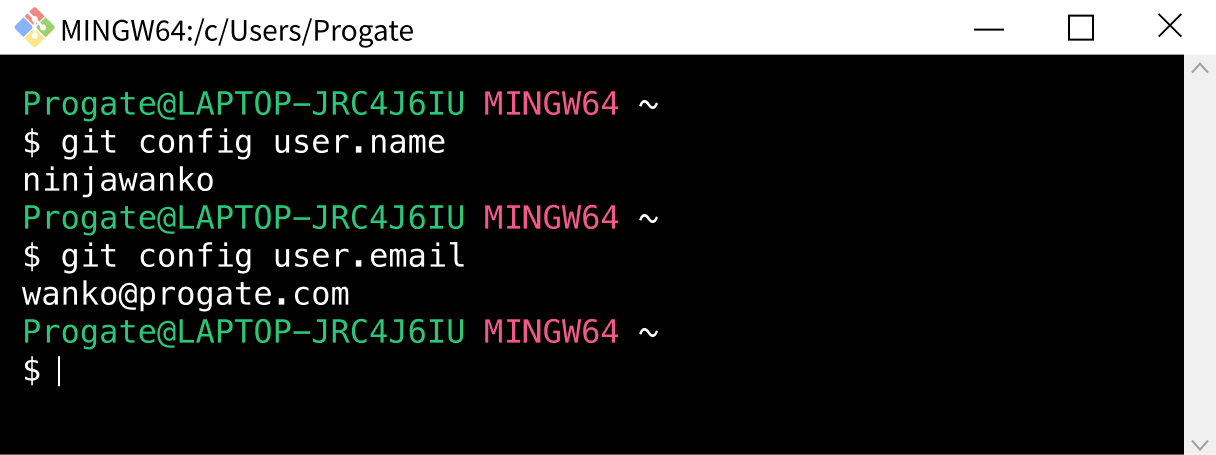 MINGW64:/c/Users/Progate
Progate@LAPTOP-JRC4J6IU MINGW64 ~
$ git config user.name
ninjawanko
Progate@LAPTOP-JRC4J6IU MINGW64 ~
$ git config user.email
wanko@progate.com
Progate@LAPTOP-JRC4J6IU MINGW64 ~
$